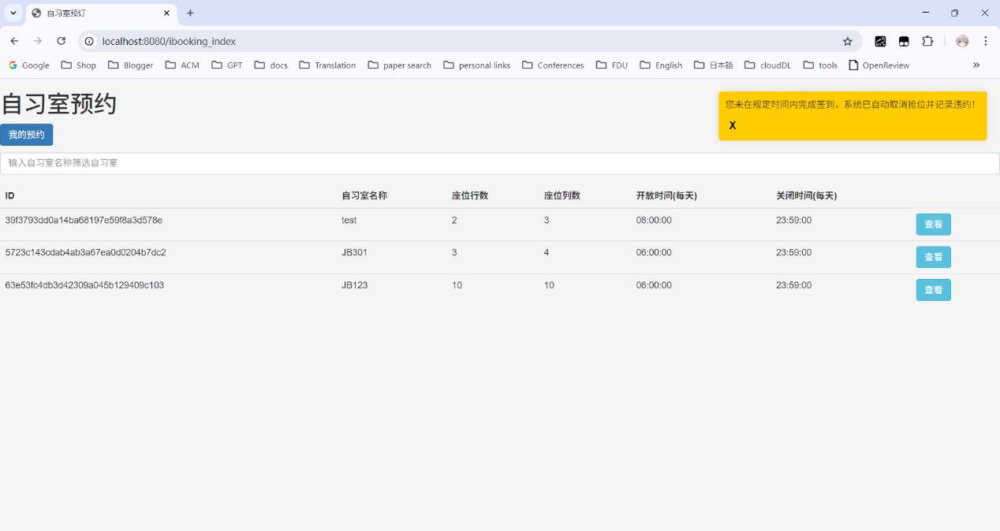 自习室预订
localhost:8080/ibooking_index
Google Shop Blogger ACM GPT docs Translation paper search personal links Conferences FDU English 日本語 cloudDL tools OpenReview
自习室预约
您未在规定时间内完成签到，系统已自动取消抢位并记录违约！
X
我的预约
输入自习室名称筛选自习室
ID 自习室名称 座位行数 座位列数 开放时间(每天) 关闭时间(每天)
39f3793dd0a14ba68197e59f8a3d578e test 2 3 08:00:00 23:59:00 查看
5723c143cdab4ab3a67ea0d0204b7dc2 JB301 3 4 06:00:00 23:59:00 查看
63e53fc4db3d42309a045b129409c103 JB123 10 10 06:00:00 23:59:00 查看